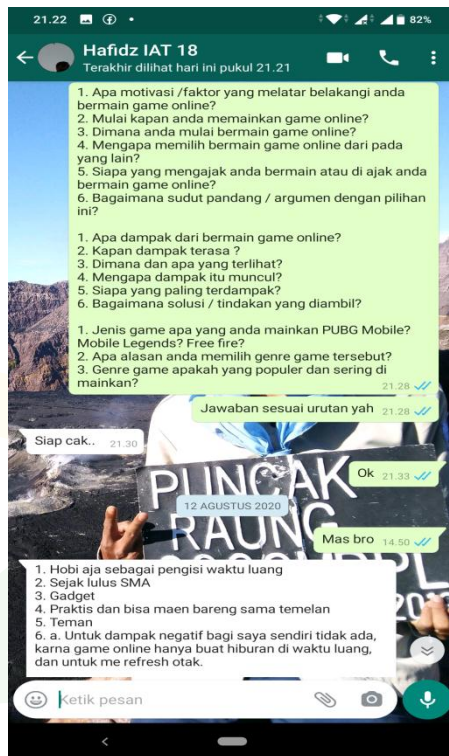 21.22
82%
Hafidz IAT 18
Terakhir dilihat hari ini pukul 21.21
1. Apa motivasi /faktor yang melatar belakangi anda
bermain game online?
2. Mulai kapan anda memainkan game online?
3. Dimana anda mulai bermain game online?
4. Mengapa memilih bermain game online dari pada
yang lain?
5. Siapa yang mengajak anda bermain atau di ajak anda
bermain game online?
6. Bagaimana sudut pandang / argumen dengan pilihan
ini?
1. Apa dampak dari bermain game online?
2. Kapan dampak terasa ?
3. Dimana dan apa yang terlihat?
4. Mengapa dampak itu muncul?
5. Siapa yang paling terdampak?
6. Bagaimana solusi / tindakan yang diambil?
1. Jenis game apa yang anda mainkan PUBG Mobile?
Mobile Legends? Free fire?
2. Apa alasan anda memilih genre game tersebut?
3. Genre game apakah yang populer dan sering di
mainkan?
21.28
Jawaban sesuai urutan yah 21.28
Siap cak.. 21.30
Ok 21.33
PUNCAK
12 AGUSTUS 2020
RAUNG
Mas bro 14.50
1. Hobi aja sebagai pengisi waktu luang
2. Sejak lulus SMA
3. Gadget
4. Praktis dan bisa maen bareng sama temelan
5. Teman
6. a. Untuk dampak negatif bagi saya sendiri tidak ada,
karna game online hanya buat hiburan di waktu luang,
dan untuk me refresh otak.
Ketik pesan